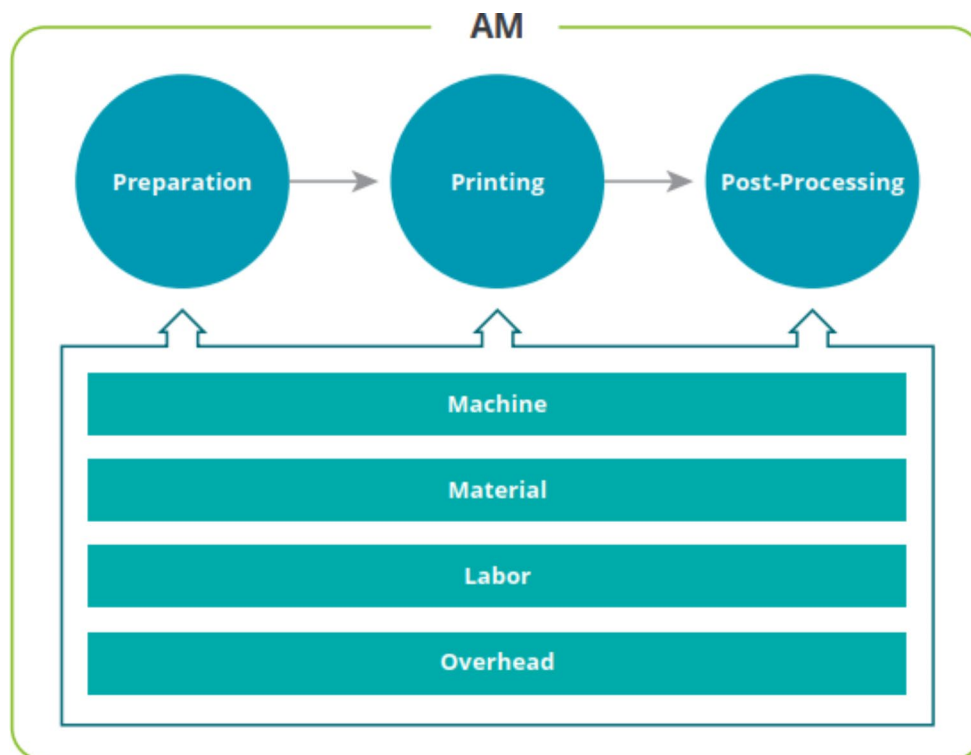 AM
Preparation
Printing
Post-Processing
Machine
Material
Labor
Overhead